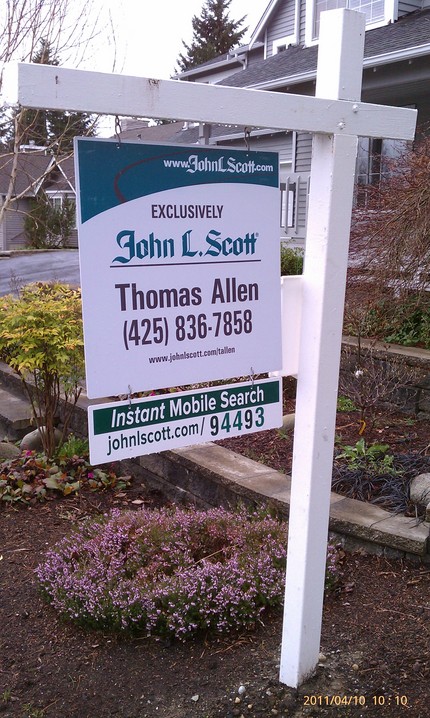 www.JohnLScott.com
EXCLUSIVELY
John L. Scott®
Thomas Allen
(425) 836-7858
www.johnlscott.com/tallen
Instant Mobile Search
johnlscott.com/ 94493
2011/04/10 10:10